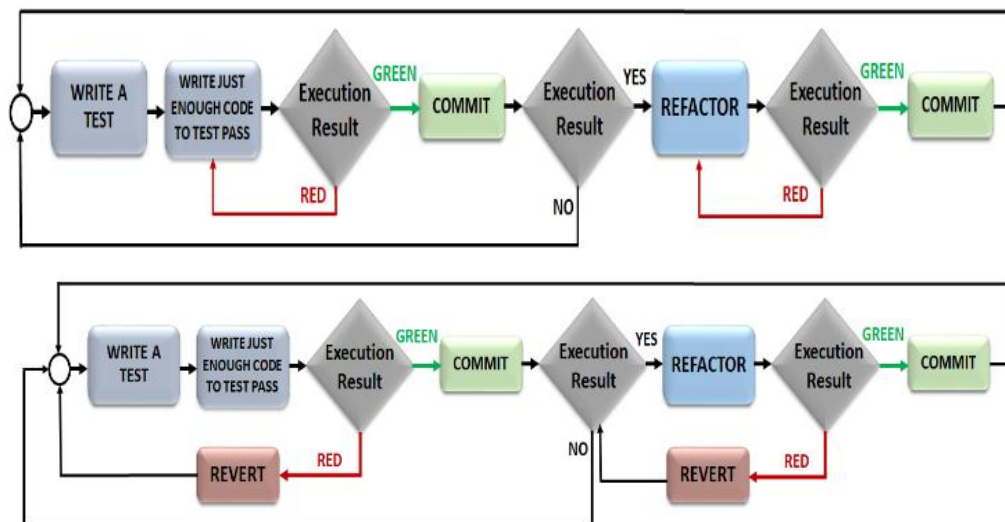 WRITE A
TEST
WRITE JUST
ENOUGH CODE
TO TEST PASS
Execution
Result
GREEN
RED
COMMIT
Execution
Result
YES
NO
REFACTOR
Execution
Result
GREEN
RED
COMMIT
WRITE A
TEST
WRITE JUST
ENOUGH CODE
TO TEST PASS
Execution
Result
GREEN
RED
REVERT
COMMIT
Execution
Result
YES
NO
REFACTOR
Execution
Result
GREEN
RED
REVERT
COMMIT